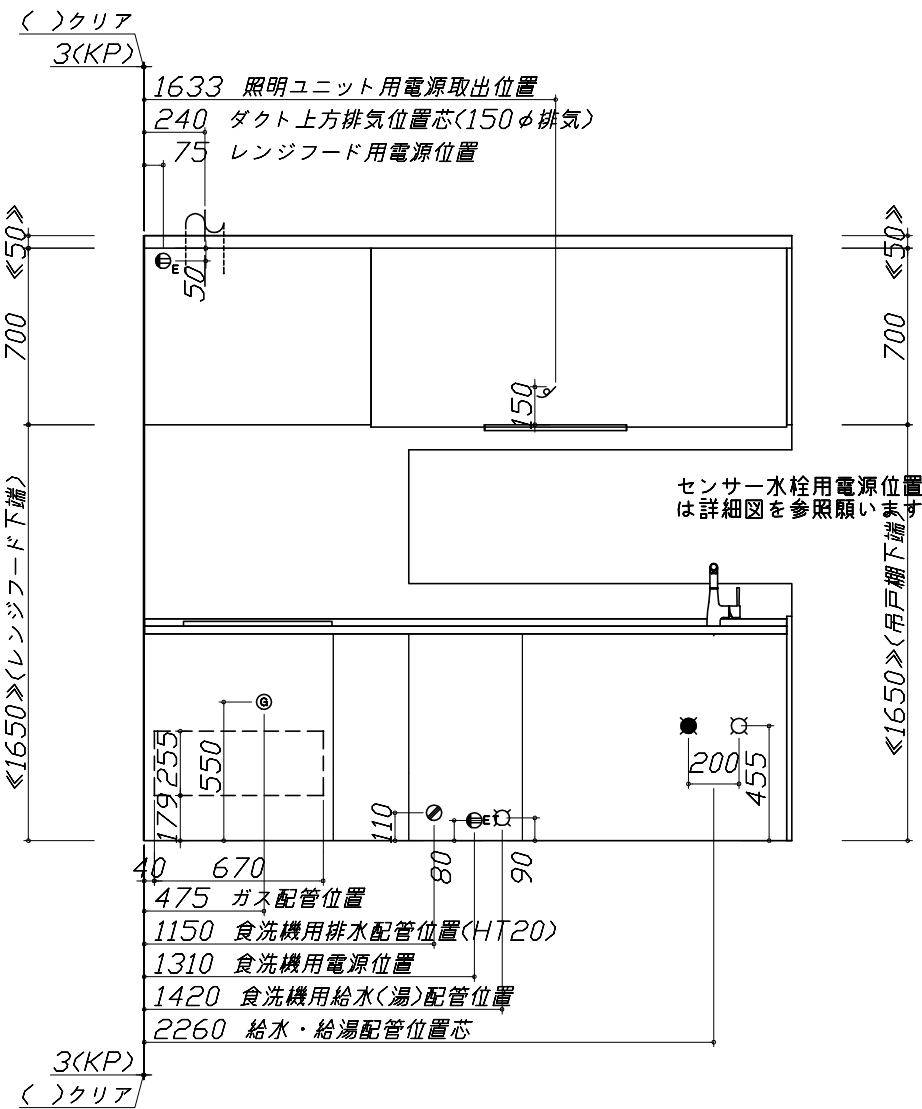 ( )クリア
3(KP)
1633 照明ユニット用電源取出位置
240 ダクト上方排気位置芯(150φ排気)
75 レンジフード用電源位置
≪50≫
≪50≫
E
50
700
700
150
センサー水栓用電源位置
は詳細図を参照願います
≪1650≫(レンジフード下端)
≪1650≫(吊戸棚下端)
G
550
255
179
200
455
110
80
ET
90
40
670
475 ガス配管位置
1150 食洗機用排水配管位置(HT20)
1310 食洗機用電源位置
1420 食洗機用給水(湯)配管位置
2260 給水・給湯配管位置芯
3(KP)
( )クリア